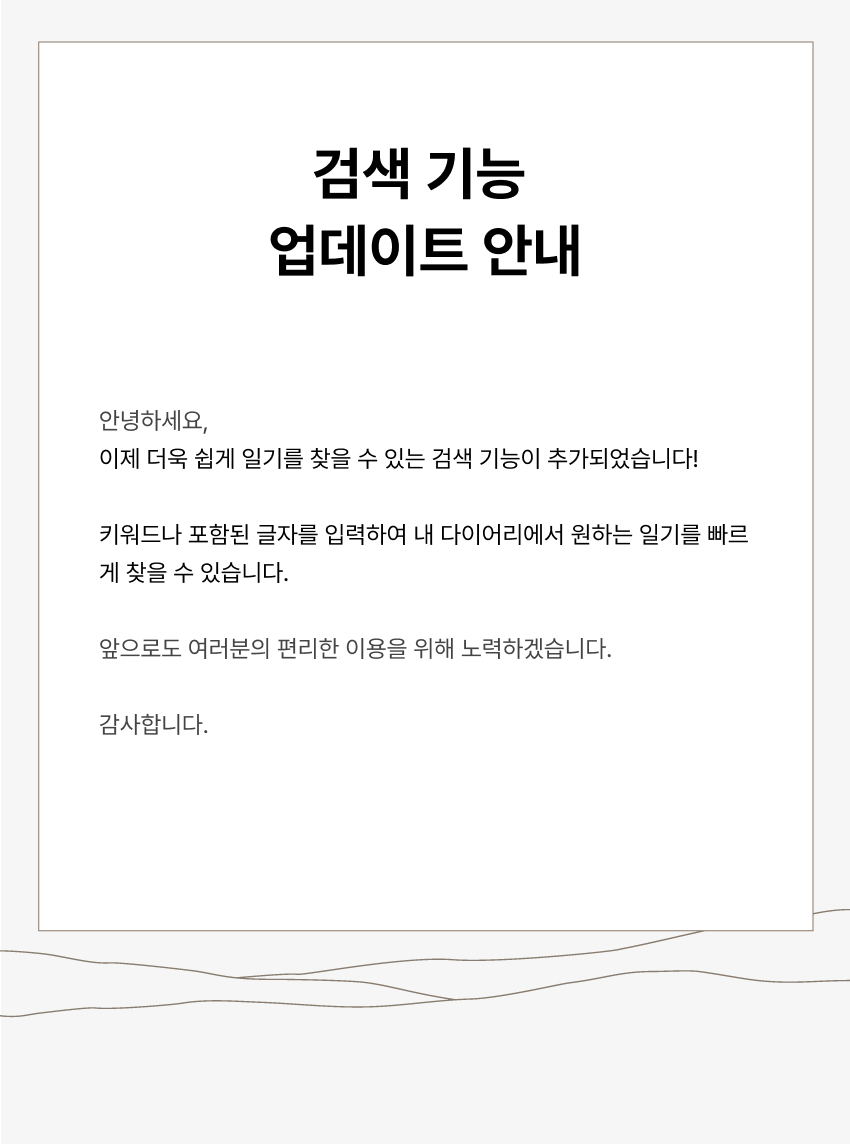 검색 기능
업데이트 안내
안녕하세요,
이제 더욱 쉽게 일기를 찾을 수 있는 검색 기능이 추가되었습니다!
키워드나 포함된 글자를 입력하여 내 다이어리에서 원하는 일기를 빠르
게 찾을 수 있습니다.
앞으로도 여러분의 편리한 이용을 위해 노력하겠습니다.
감사합니다.